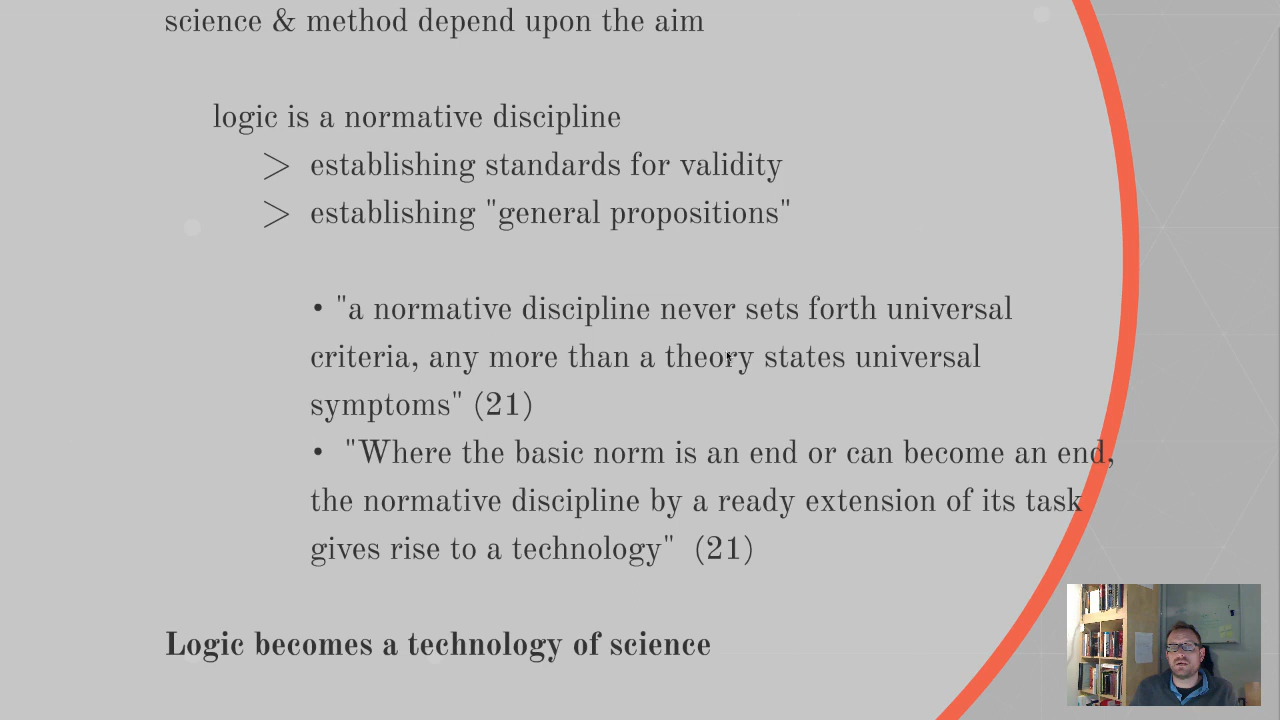 science & method depend upon the aim
logic is a normative discipline
> establishing standards for validity
> establishing "general propositions"
• "a normative discipline never sets forth universal
criteria, any more than a theory states universal
symptoms" (21)
• "Where the basic norm is an end or can become an end,
the normative discipline by a ready extension of its task
gives rise to a technology" (21)
Logic becomes a technology of science